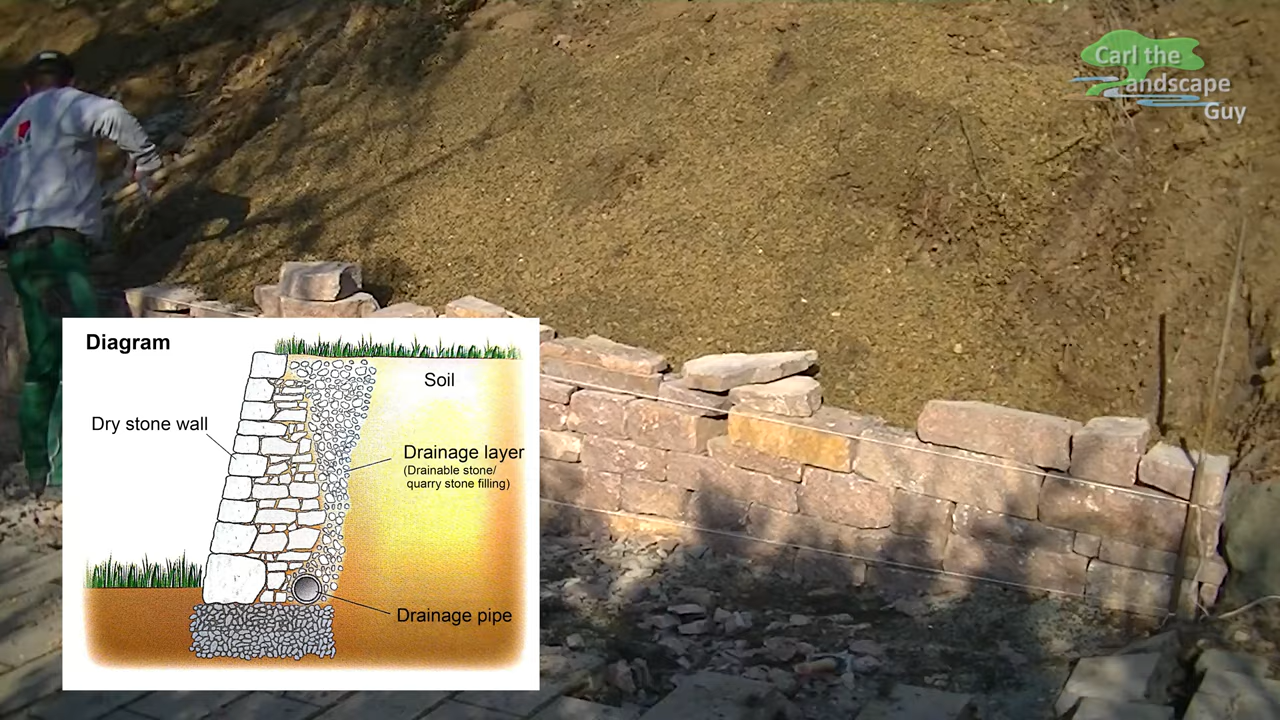 Carl the
Landscape
Guy
Diagram
Soil
Dry stone wall
Drainage layer
(Drainable stone/
quarry stone filling)
Drainage pipe